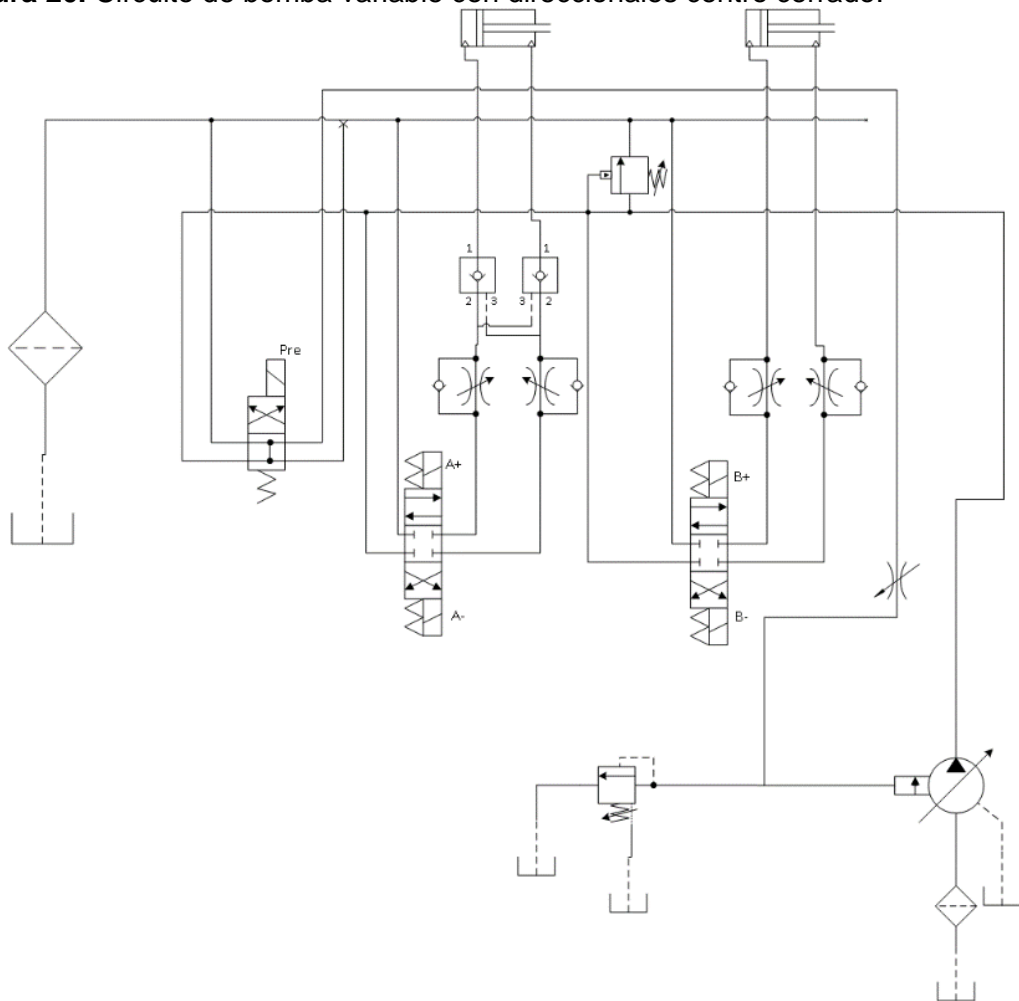 Circuito de bomba variable con direccionales centro cerrado.
1 1
2 3 3 2
Pre
A+
B+
A-
B-